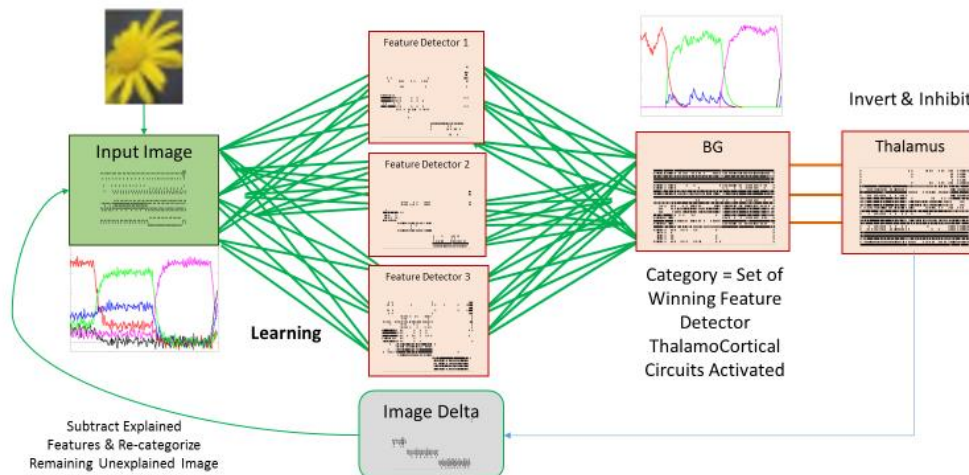 Feature Detector 1
Input Image
Feature Detector 2
Feature Detector 3
Learning
BG
Invert & Inhibit
Thalamus
Category = Set of
Winning Feature
Detector
ThalamoCortical
Circuits Activated
Image Delta
Subtract Explained
Features & Re-categorize
Remaining Unexplained Image